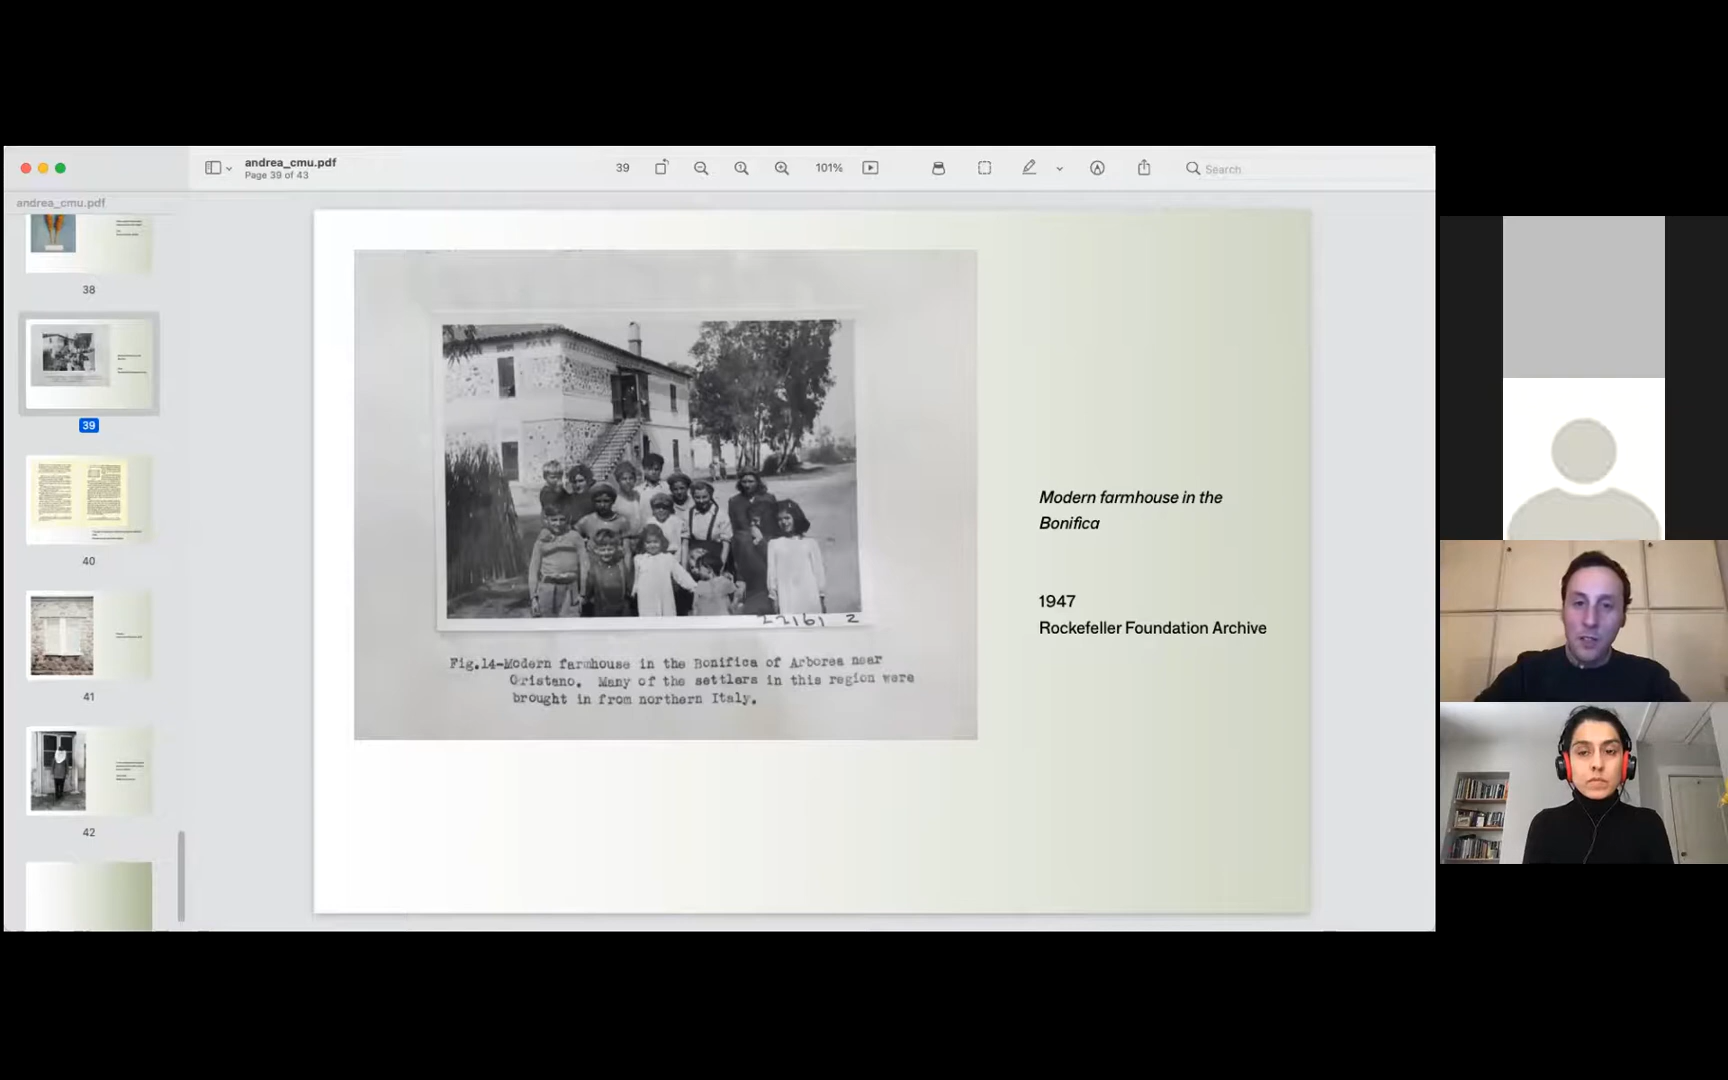 andrea_cmu.pdf
Page 39 of 43
39
101%
Search
andrea_cmu.pdf
38
39
40
41
42
22161 2
Fig.14-Modern farmhouse in the Bonifica of Arborea near
Oristano. Many of the settlers in this region were
brought in from northern Italy.
Modern farmhouse in the
Bonifica
1947
Rockefeller Foundation Archive